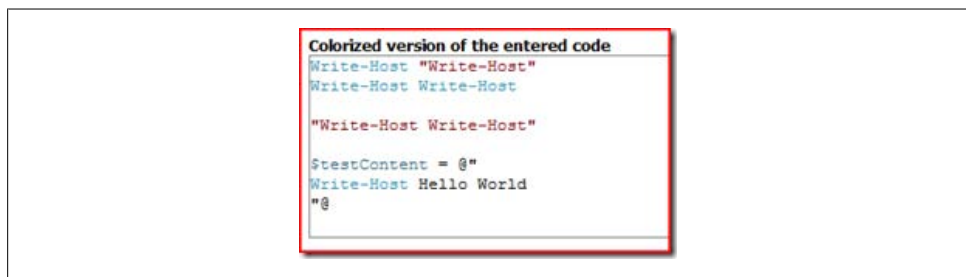 Colorized version of the entered code
Write-Host "Write-Host"
Write-Host Write-Host
"Write-Host Write-Host"
$testContent = @"
Write-Host Hello World
"@